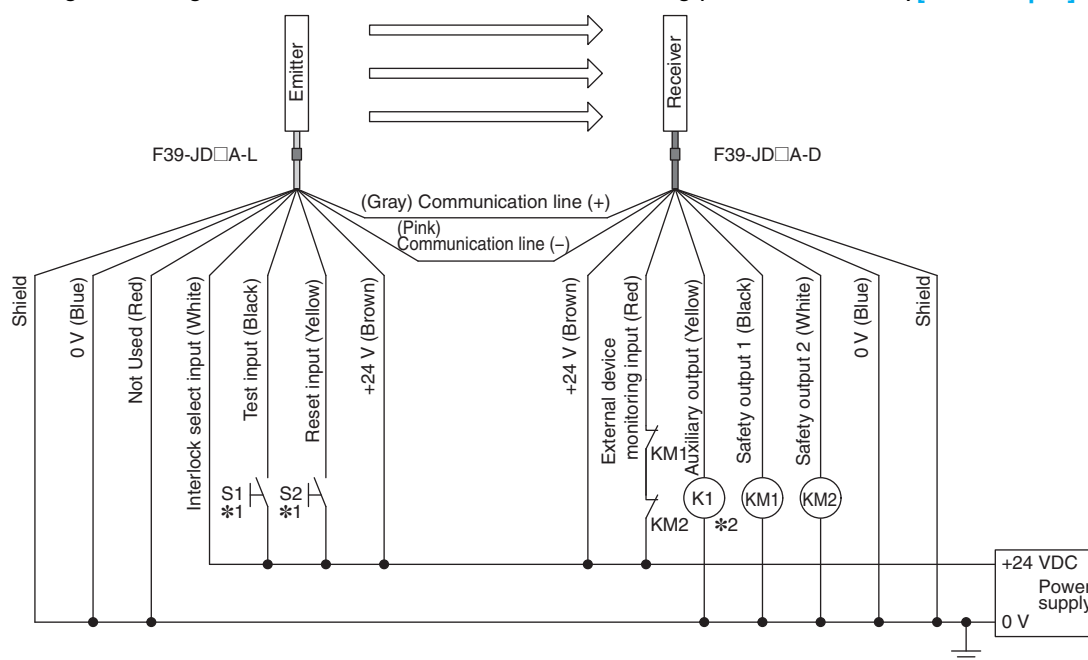 Emitter
Receiver
F39-JD□A-L
F39-JD□A-D
(Gray) Communication line (+)
(Pink)
Communication line (−)
Shield
0 V (Blue)
Not Used (Red)
Interlock select input (White)
Test input (Black)
Reset input (Yellow)
+24 V (Brown)
+24 V (Brown)
External device
monitoring input (Red)
Auxiliary output (Yellow)
Safety output 1 (Black)
Safety output 2 (White)
0 V (Blue)
Shield
KM1
S1
*1
S2
*1
KM2
K1
*2
KM1
KM2
+24 VDC
Power
supply
0 V